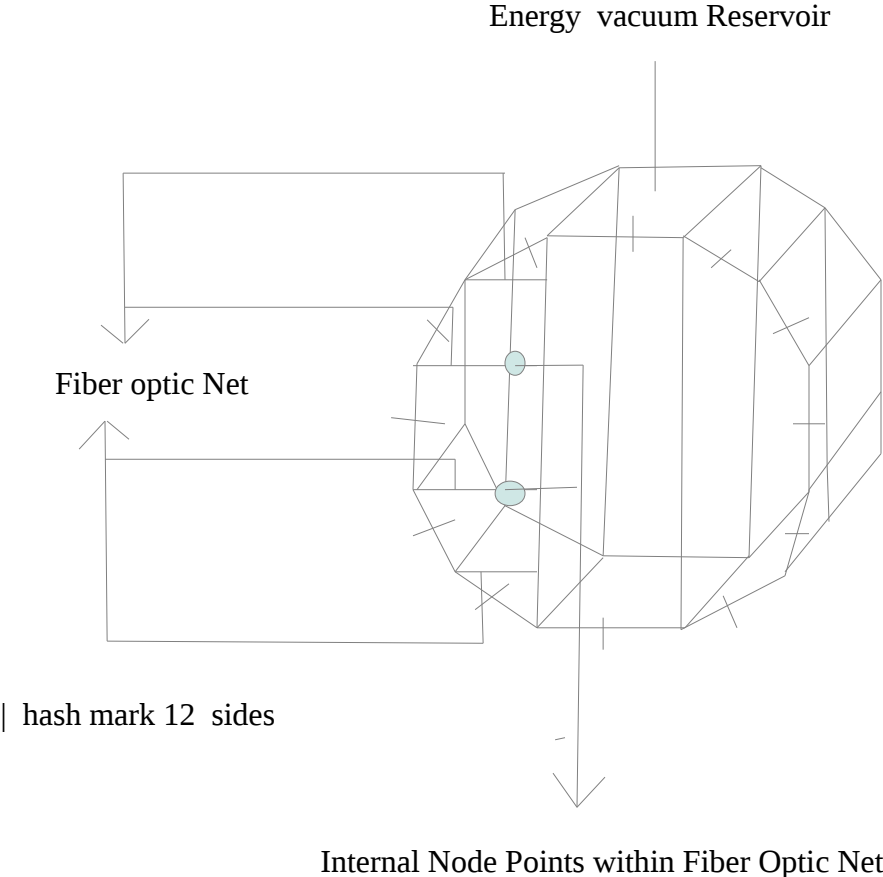 Energy vacuum Reservoir
Fiber optic Net
| hash mark 12 sides
Internal Node Points within Fiber Optic Net